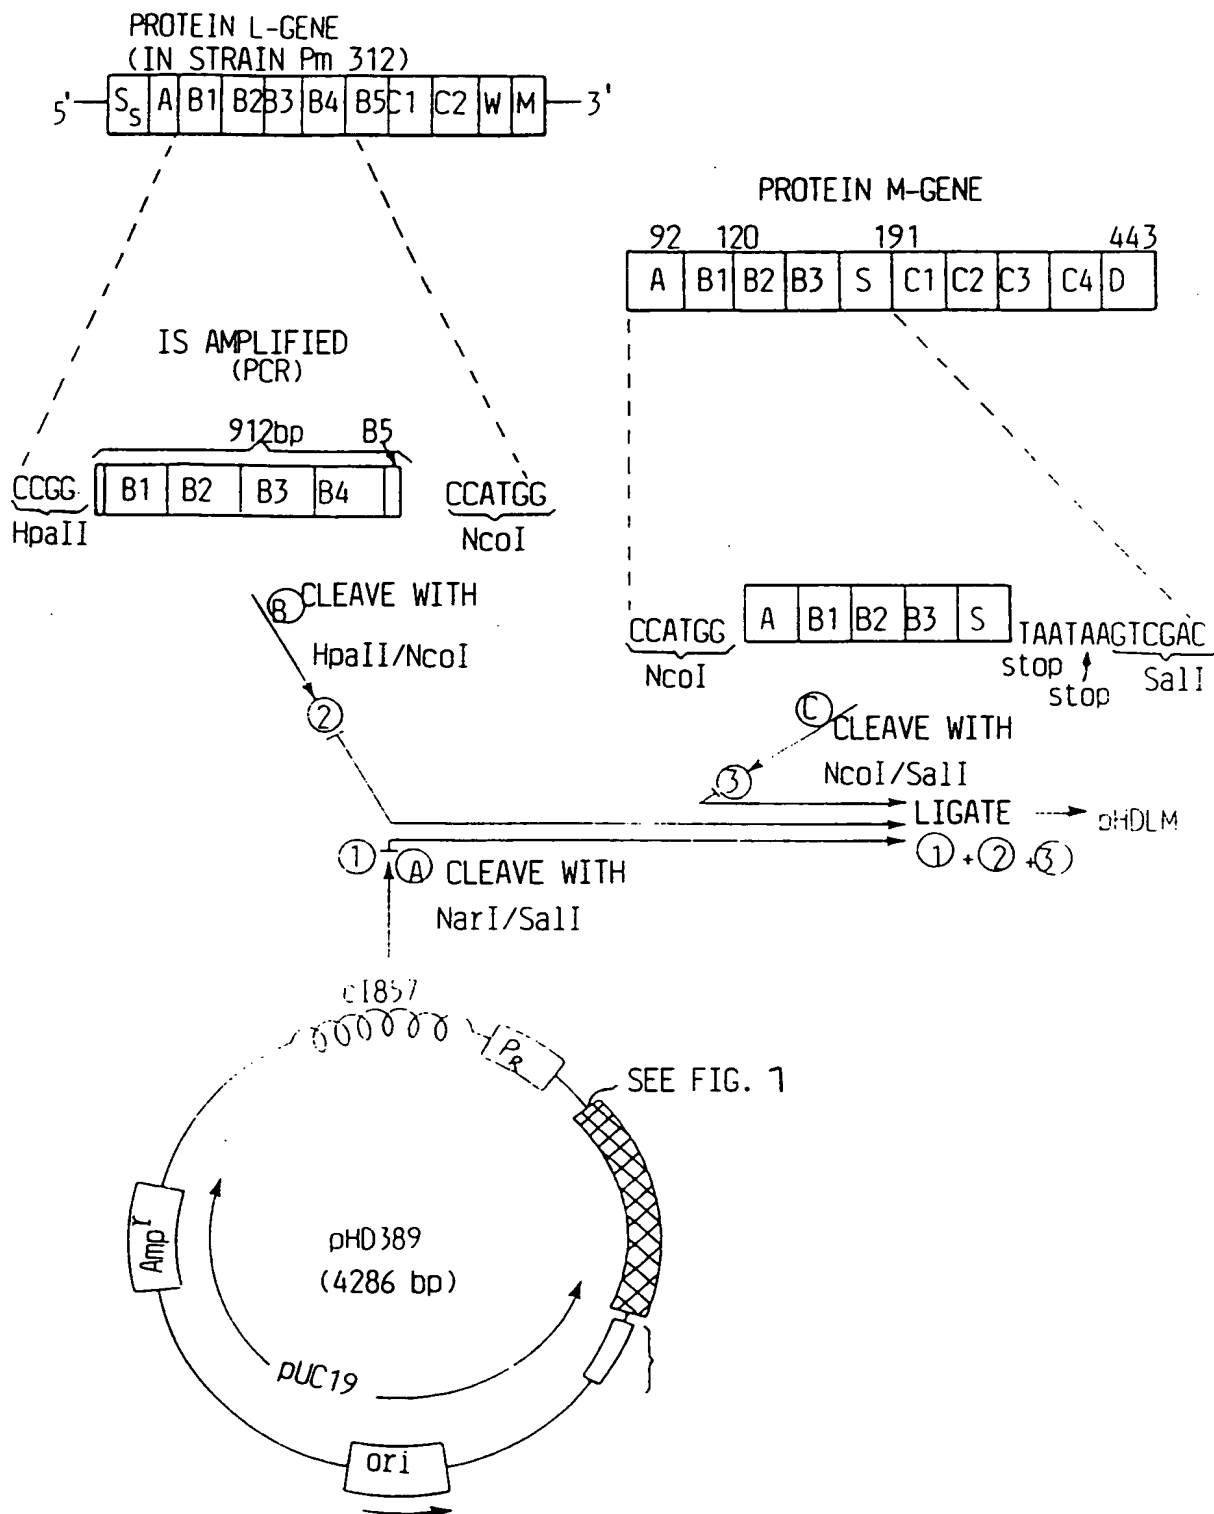 PROTEIN L-GENE
(IN STRAIN Pm 312)
5' Ss A B1 B2 B3 B4 B5 C1 C2 W M 3'
PROTEIN M-GENE
92 120 191 443
A B1 B2 B3 S C1 C2 C3 C4 D
IS AMPLIFIED
(PCR)
912bp B5
CCGG B1 B2 B3 B4 CCATGG
HpaII NcoI
B CLEAVE WITH
HpaII/NcoI
2
CCATGG A B1 B2 B3 S TAATAAGTCGAC
NcoI stop stop SalI
C CLEAVE WITH
NcoI/SalI
3
LIGATE pHDLM
1 + 2 + 3)
1 A CLEAVE WITH
NarI/SalI
cI857
PR
SEE FIG. 7
Ampr
pHD389
(4286 bp)
pUC19
ori